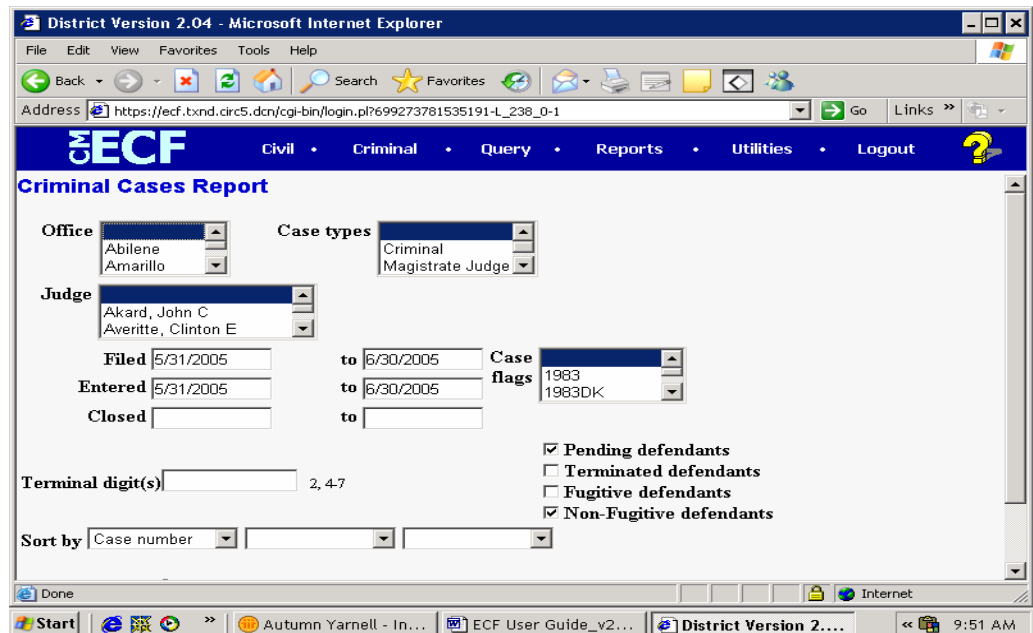 District Version 2.04 - Microsoft Internet Explorer
File Edit View Favorites Tools Help
Back Search Favorites
Address https://ecf.txnd.circ5.dcn/cgi-bin/login.pl?699273781535191-L_238_0-1 Go Links »
CM ECF Civil • Criminal • Query • Reports • Utilities • Logout ?
Criminal Cases Report
Office Case types
Abilene Criminal
Amarillo Magistrate Judge
Judge
Akard, John C
Averitte, Clinton E
Filed 5/31/2005 to 6/30/2005 Case flags
Entered 5/31/2005 to 6/30/2005 1983
1983DK
Closed to
Pending defendants
Terminated defendants
Terminal digit(s) 2, 4-7
Fugitive defendants
Non-Fugitive defendants
Sort by Case number
Done Internet
Start » Autumn Yarnell - In... ECF User Guide_v2... District Version 2.... « 9:51 AM